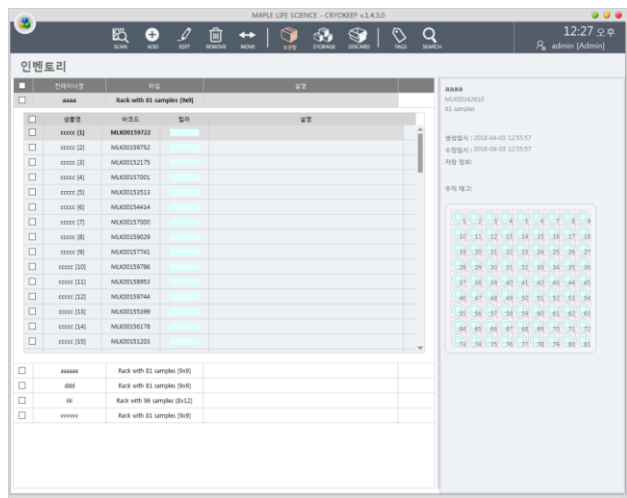 MAPLE LIFE SCIENCE - CRYOKEEP v.1.4.3.0
SCAN ADD EDIT REMOVE MOVE 보관함 STORAGE DISCARD TAGS SEARCH
12:27 오후
admin [Admin]
인벤토리
컨테이너명 타입 설명
aaaa Rack with 81 samples [9x9]
샘플명 바코드 컬러 설명
ccccc [1] MLK00159722
ccccc [2] MLK00159752
ccccc [3] MLK00152175
ccccc [4] MLK00157001
ccccc [5] MLK00153513
ccccc [6] MLK00154414
ccccc [7] MLK00157000
ccccc [8] MLK00159029
ccccc [9] MLK00157741
ccccc [10] MLK00159786
ccccc [11] MLK00158953
ccccc [12] MLK00159744
ccccc [13] MLK00155399
ccccc [14] MLK00156178
ccccc [15] MLK00151203
aaaaaa Rack with 81 samples [9x9]
ddd Rack with 81 samples [9x9]
Rack with 96 samples [8x12]
vvvvvv Rack with 81 samples [9x9]
aaaa
MLK00162610
81 samples
생성일시 : 2018-04-03 12:55:57
수정일시 : 2018-04-03 12:55:57
저장 정보:
추적 태그:
1 2 3 4 5 6 7 8 9
10 11 12 13 14 15 16 17 18
19 20 21 22 23 24 25 26 27
28 29 30 31 32 33 34 35 36
37 38 39 40 41 42 43 44 45
46 47 48 49 50 51 52 53 54
55 56 57 58 59 60 61 62 63
64 65 66 67 68 69 70 71 72
73 74 75 76 77 78 79 80 81